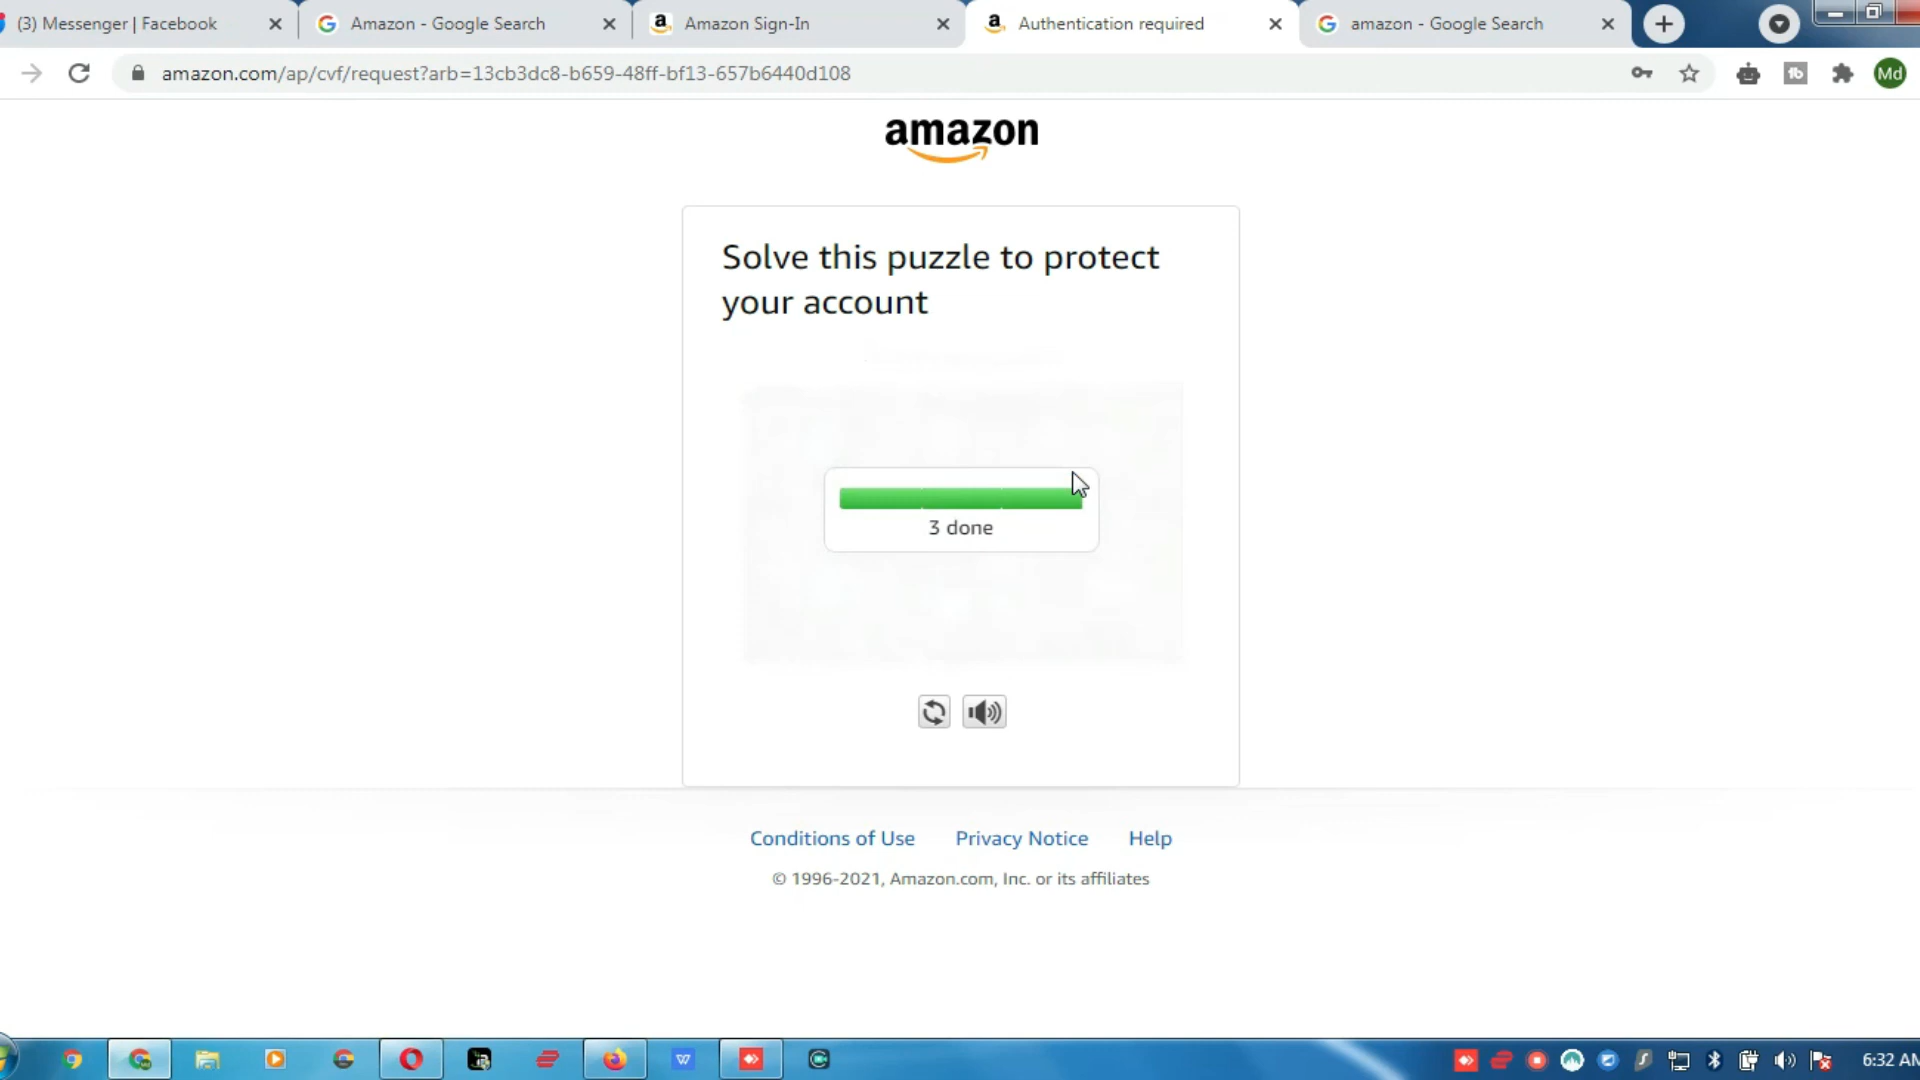 (3) Messenger | Facebook
Amazon - Google Search
Amazon Sign-In
Authentication required
amazon - Google Search
amazon.com/ap/cvf/request?arb=13cb3dc8-b659-48ff-bf13-657b6440d108
Md
amazon
Solve this puzzle to protect
your account
3 done
Conditions of Use
Privacy Notice
Help
© 1996-2021, Amazon.com, Inc. or its affiliates
6:32 AM